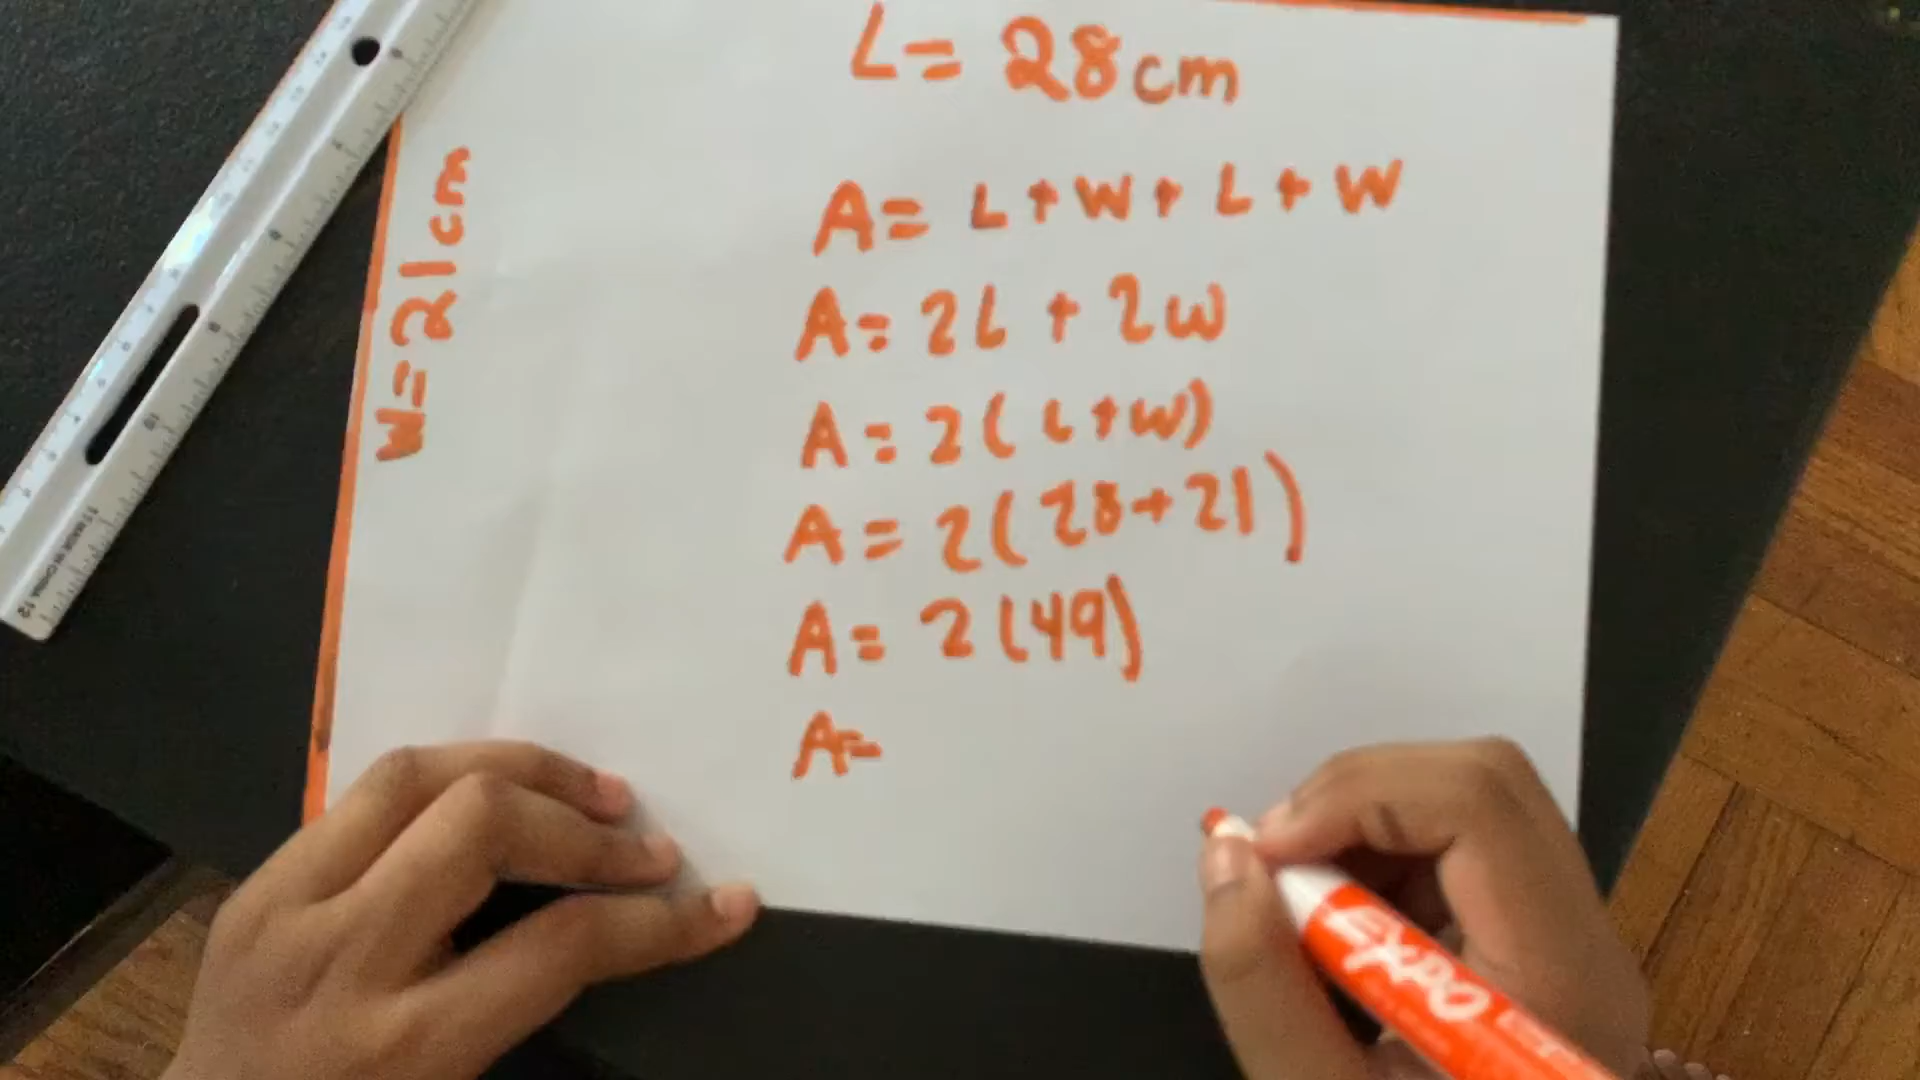 L= 28cm
W=21cm
A= L+W+L+W
A= 2L + 2W
A = 2(L+W)
A = 2(28+21)
A = 2(49)
A=
EXPO